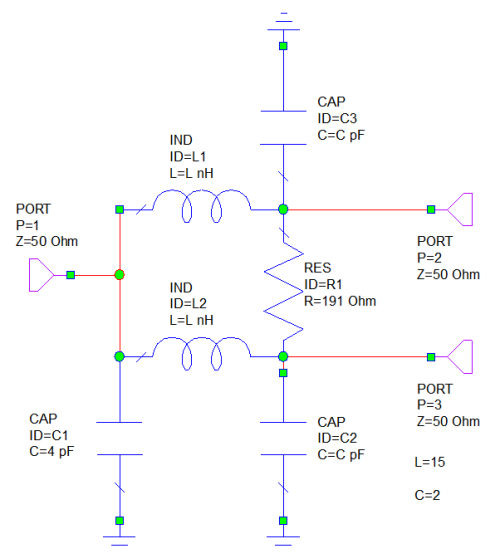 CAP
ID=C3
C=C pF
IND
ID=L1
L=L nH
PORT
P=1
Z=50 Ohm
PORT
P=2
Z=50 Ohm
RES
ID=R1
R=191 Ohm
IND
ID=L2
L=L nH
PORT
P=3
Z=50 Ohm
CAP
ID=C1
C=4 pF
CAP
ID=C2
C=C pF
L=15
C=2